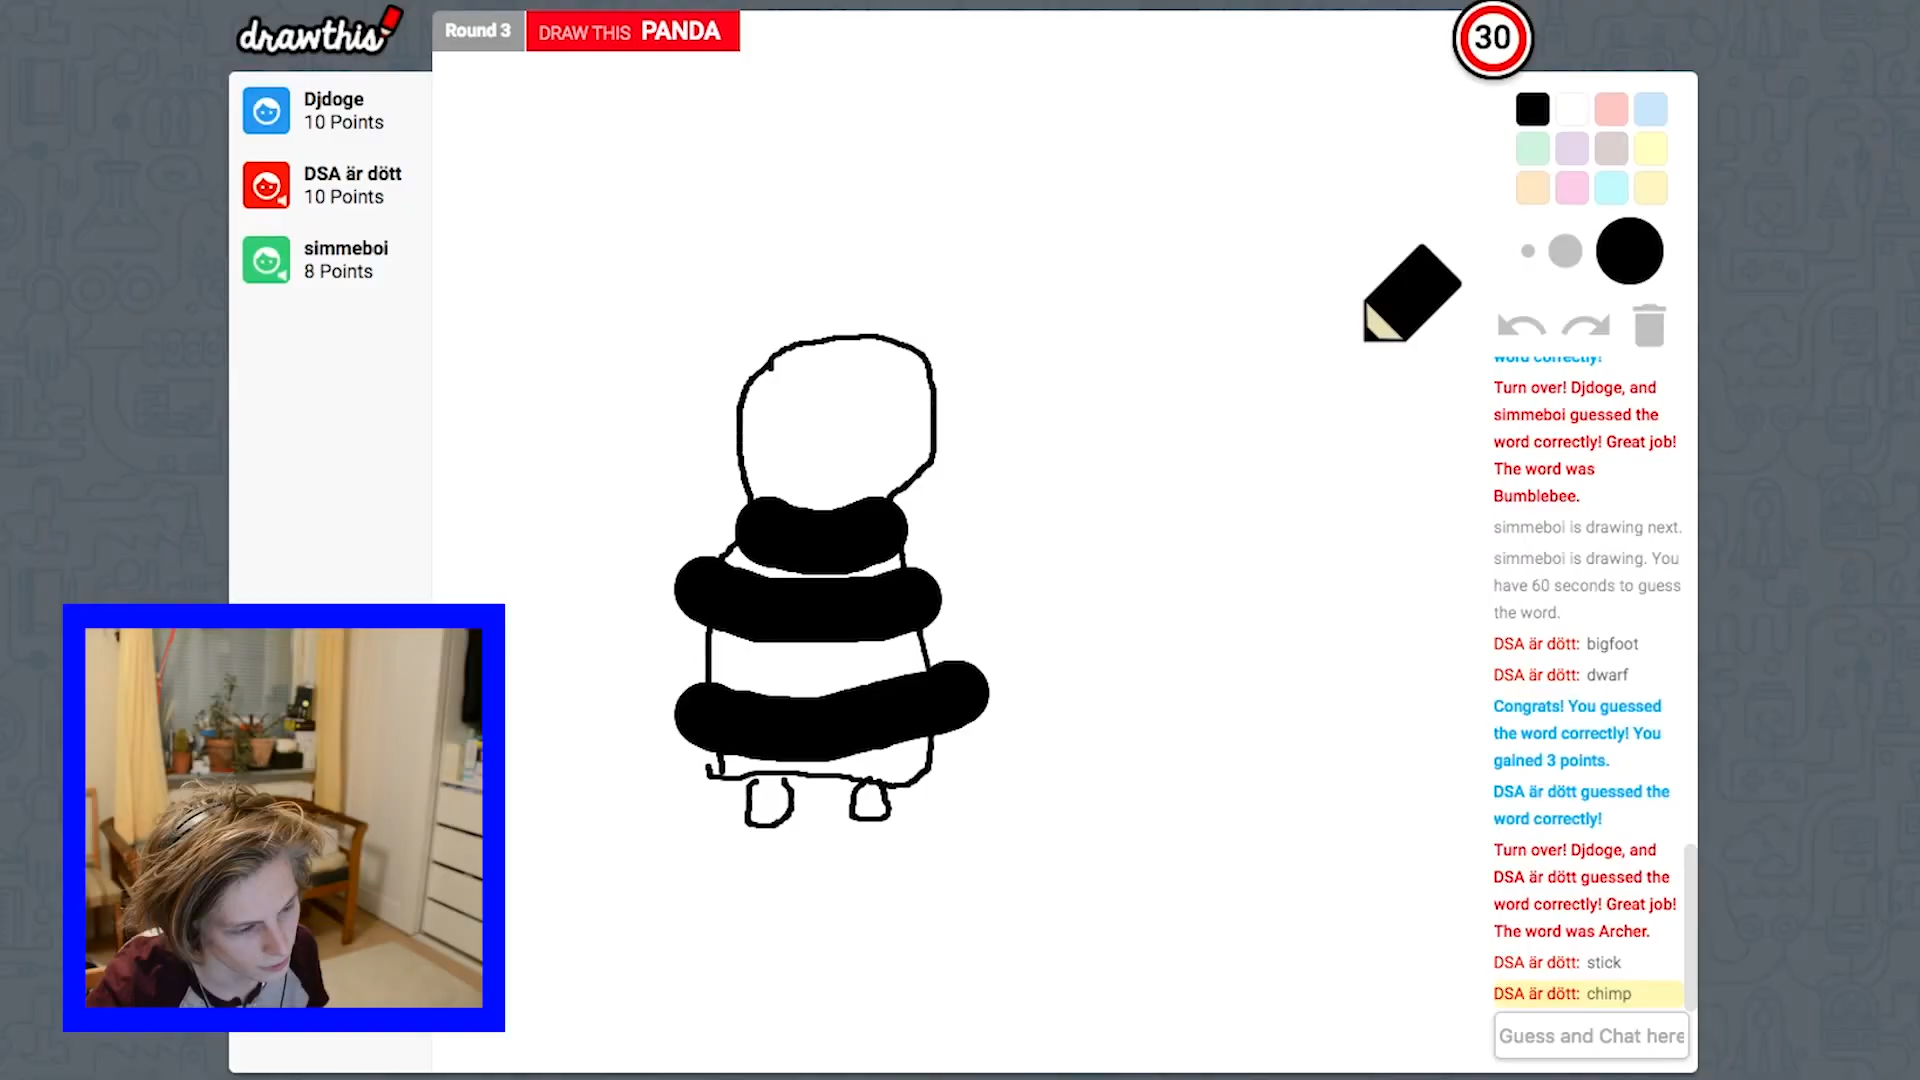 drawthis
Round 3
DRAW THIS PANDA
30
Djdoge
10 Points
DSA är dött
10 Points
simmeboi
8 Points
word correctly!
Turn over! Djdoge, and
simmeboi guessed the
word correctly! Great job!
The word was
Bumblebee.
simmeboi is drawing next.
simmeboi is drawing. You
have 60 seconds to guess
the word.
DSA är dött: bigfoot
DSA är dött: dwarf
Congrats! You guessed
the word correctly! You
gained 3 points.
DSA är dött guessed the
word correctly!
Turn over! Djdoge, and
DSA är dött guessed the
word correctly! Great job!
The word was Archer.
DSA är dött: stick
DSA är dött: chimp
Guess and Chat here